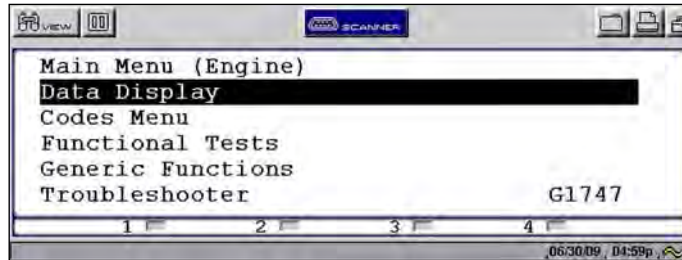 VIEW SCANNER
Main Menu (Engine)
Data Display
Codes Menu
Functional Tests
Generic Functions
Troubleshooter G1747
1 2 3 4
06/30/09 04:59p